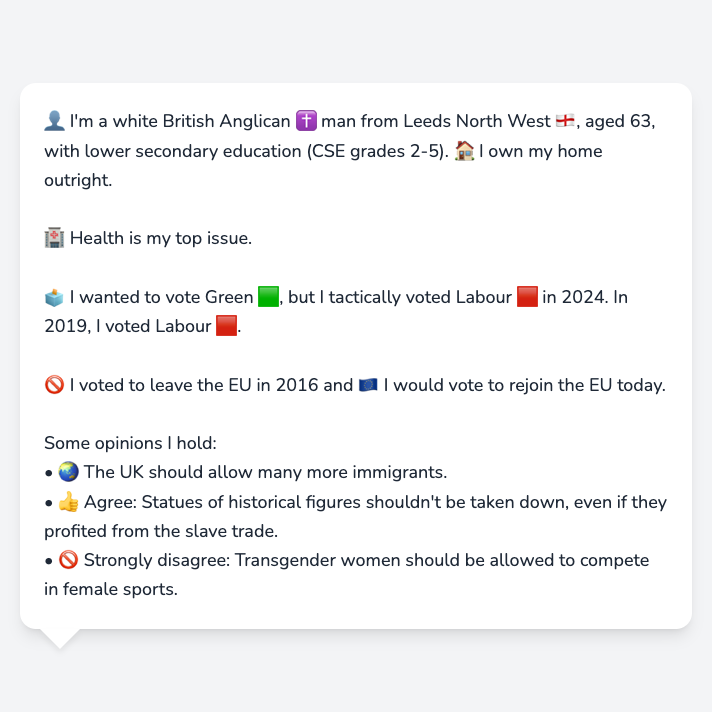 👤 I'm a white British Anglican ✝️ man from Leeds North West 🏴󠁧󠁢󠁥󠁮󠁧󠁿, aged 63,
with lower secondary education (CSE grades 2-5). 🏠 I own my home
outright.
🏥 Health is my top issue.
🗳️ I wanted to vote Green 🟩, but I tactically voted Labour 🟥 in 2024. In
2019, I voted Labour 🟥.
🚫 I voted to leave the EU in 2016 and 🇪🇺 I would vote to rejoin the EU today.
Some opinions I hold:
• 🌏 The UK should allow many more immigrants.
• 👍 Agree: Statues of historical figures shouldn't be taken down, even if they
profited from the slave trade.
• 🚫 Strongly disagree: Transgender women should be allowed to compete
in female sports.